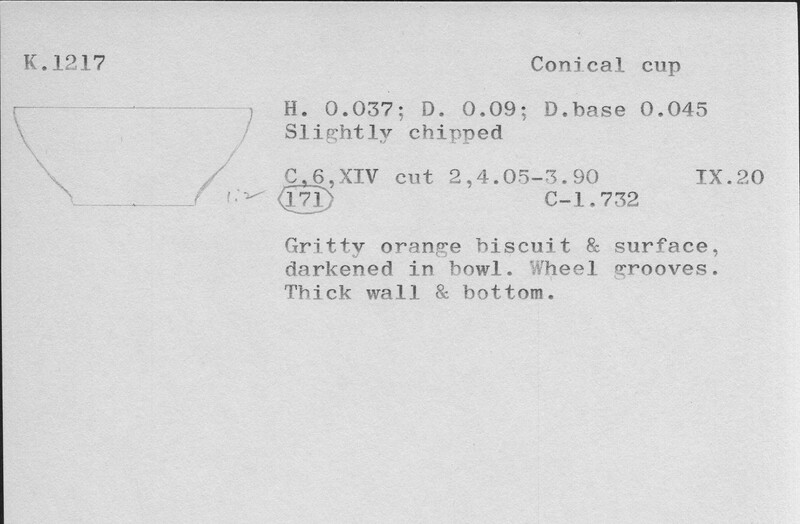 K.1217
Conical cup
H. 0.037; D. 0.09; D.base 0.045
Slightly chipped
1:2
C,6,XIV cut 2,4.05-3.90 IX.20
171 C-1.732
Gritty orange biscuit & surface,
darkened in bowl. Wheel grooves.
Thick wall & bottom.